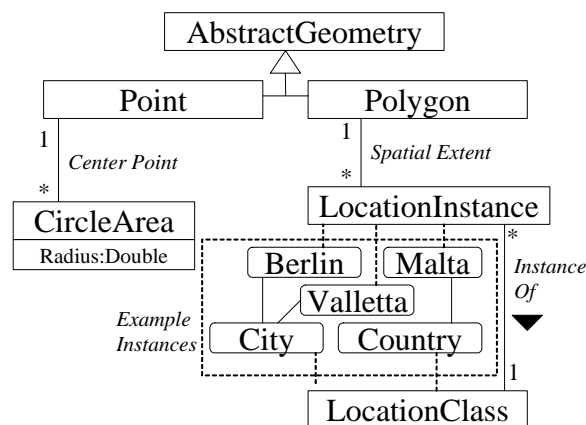 AbstractGeometry
Point
Polygon
1
Center Point
*
1
Spatial Extent
*
CircleArea
Radius:Double
LocationInstance
*
Berlin
Malta
Valletta
City
Country
Example
Instances
Instance
Of
1
LocationClass